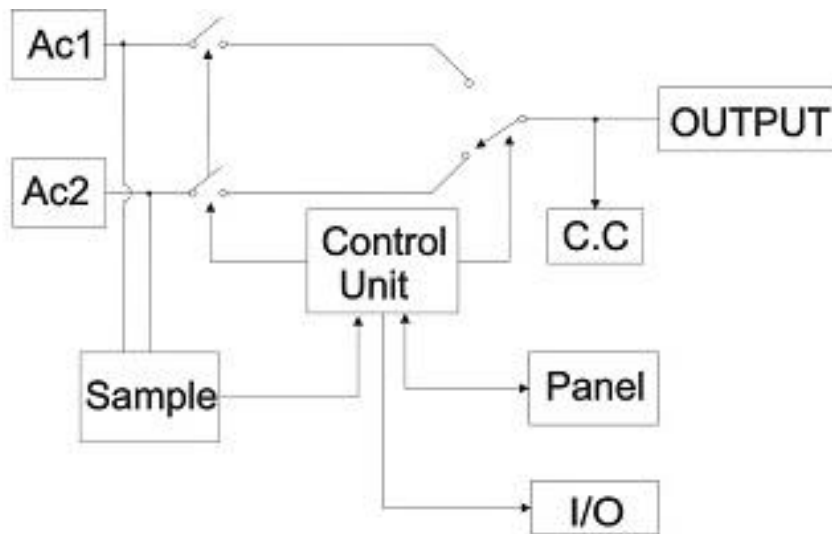 Ac1
OUTPUT
Ac2
Control
Unit
C.C
Sample
Panel
I/O